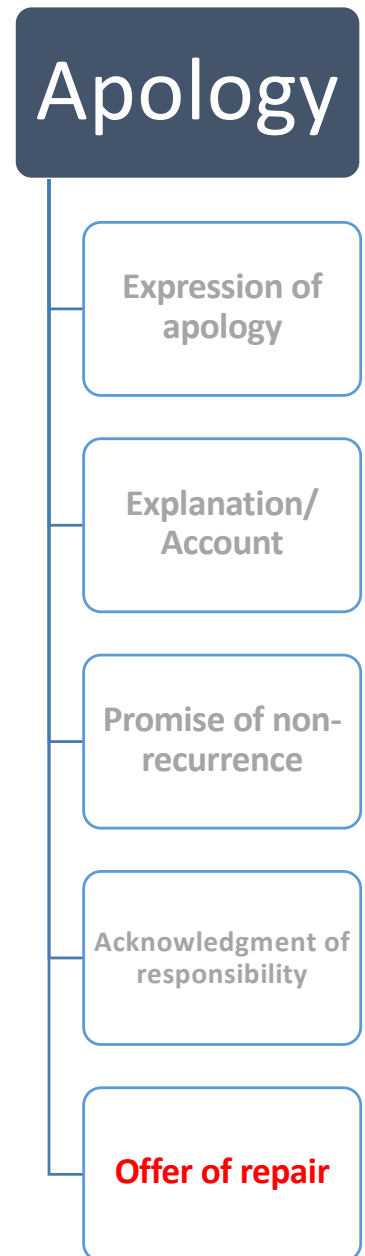 Apology
Expression of
apology
Explanation/
Account
Promise of non-
recurrence
Acknowledgment of
responsibility
Offer of repair